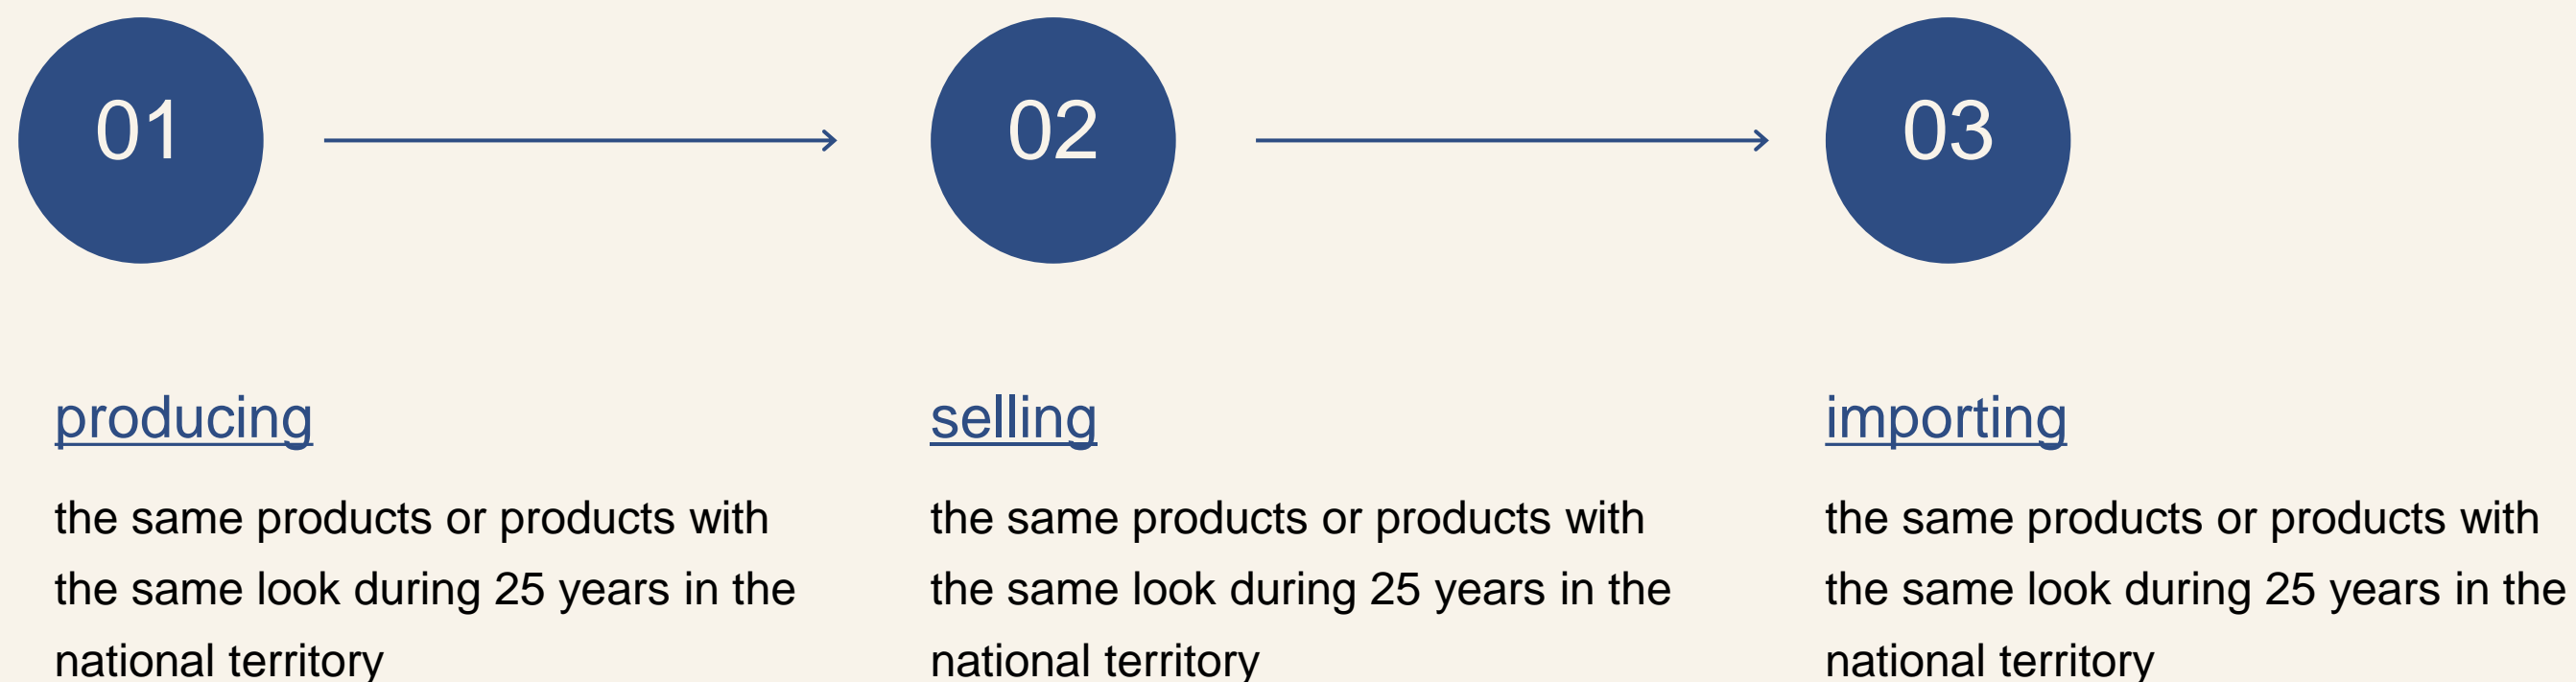 01
02
03
producing
the same products or products with
the same look during 25 years in the
national territory
selling
the same products or products with
the same look during 25 years in the
national territory
importing
the same products or products with
the same look during 25 years in the
national territory